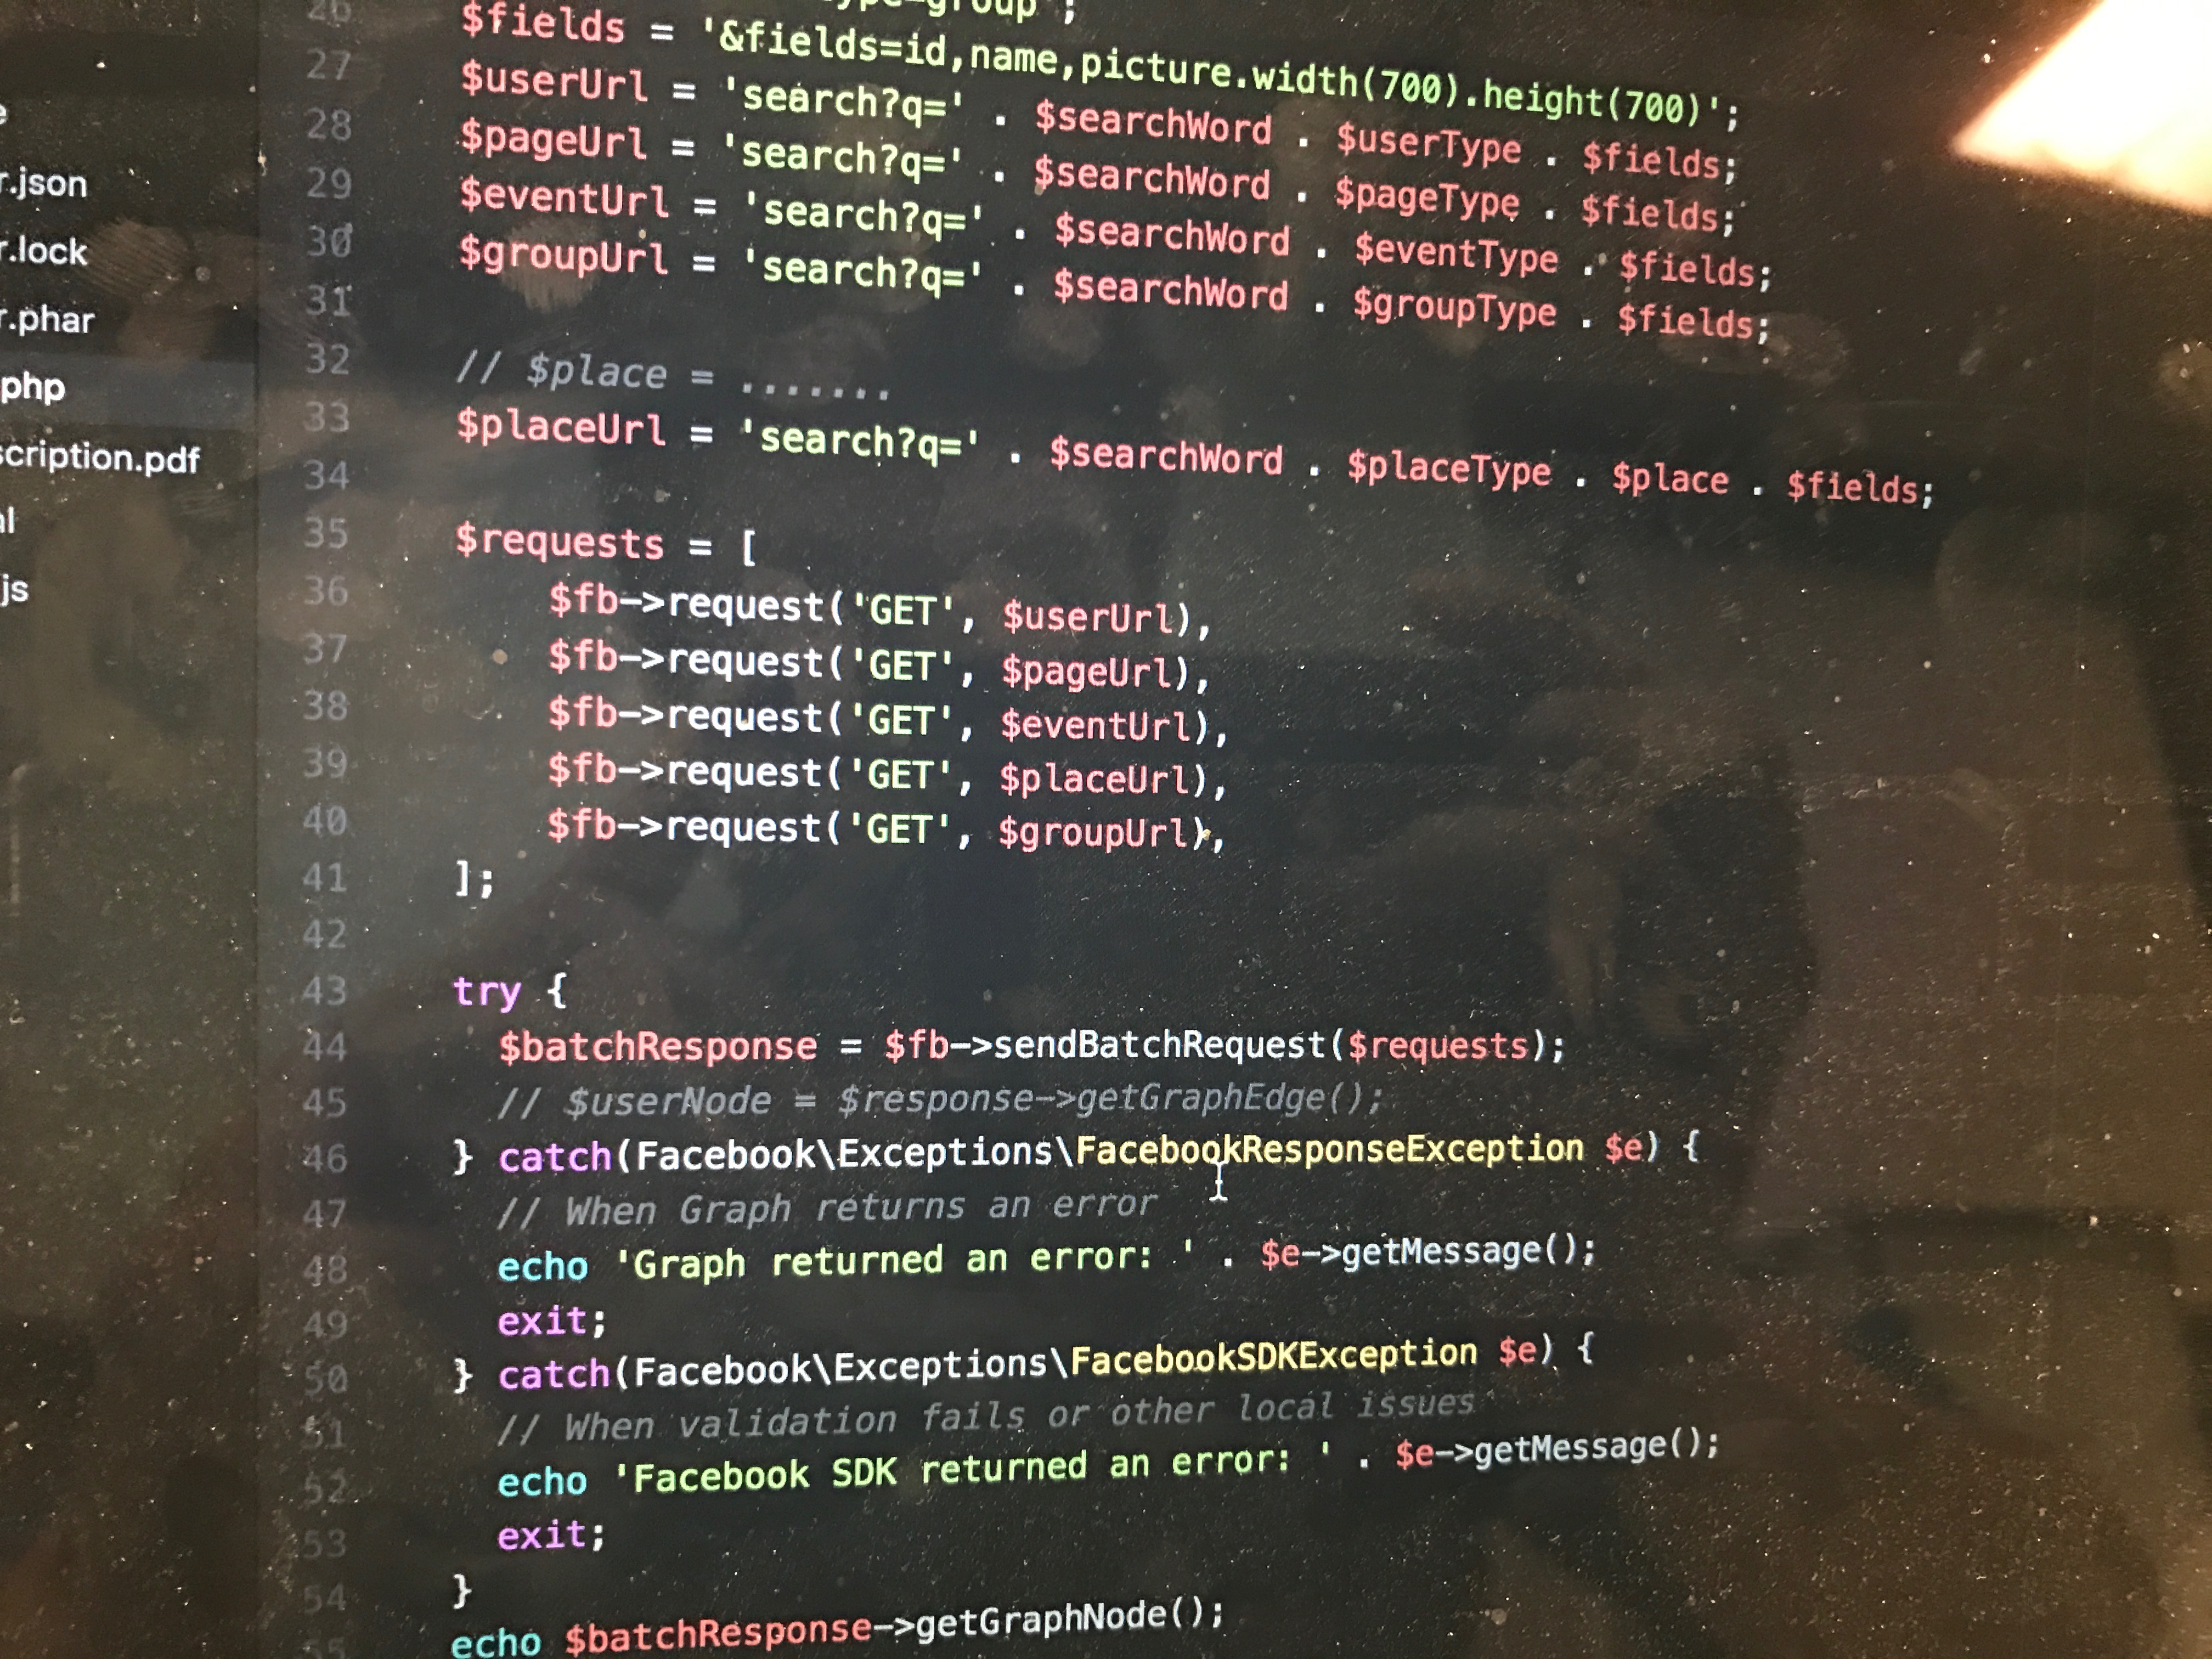 e
r.json
r.lock
r.phar
php
scription.pdf
l
js
ype=group';
26 $fields = '&fields=id,name,picture.width(700).height(700)';
27 $userUrl = 'search?q=' . $searchWord . $userType . $fields;
28 $pageUrl = 'search?q=' . $searchWord . $pageType . $fields;
29 $eventUrl = 'search?q=' . $searchWord . $eventType . $fields;
30 $groupUrl = 'search?q=' . $searchWord . $groupType . $fields;
31
32 // $place = .......
33 $placeUrl = 'search?q=' . $searchWord . $placeType . $place . $fields;
34
35 $requests = [
36 $fb->request('GET', $userUrl),
37 $fb->request('GET', $pageUrl),
38 $fb->request('GET', $eventUrl),
39 $fb->request('GET', $placeUrl),
40 $fb->request('GET', $groupUrl),
41 ];
42
43 try {
44 $batchResponse = $fb->sendBatchRequest($requests);
45 // $userNode = $response->getGraphEdge();
46 } catch(Facebook\Exceptions\FacebookResponseException $e) {
47 // When Graph returns an error
48 echo 'Graph returned an error: ' . $e->getMessage();
49 exit;
50 } catch(Facebook\Exceptions\FacebookSDKException $e) {
51 // When validation fails or other local issues
52 echo 'Facebook SDK returned an error: ' . $e->getMessage();
53 exit;
54 }
55 echo $batchResponse->getGraphNode();